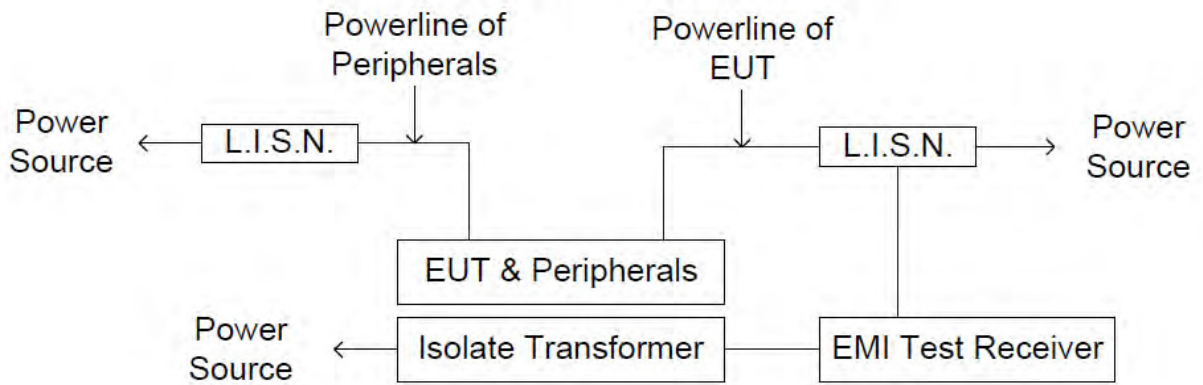 Powerline of
Peripherals
Powerline of
EUT
Power
Source
L.I.S.N.
L.I.S.N.
Power
Source
EUT & Peripherals
Power
Source
Isolate Transformer
EMI Test Receiver